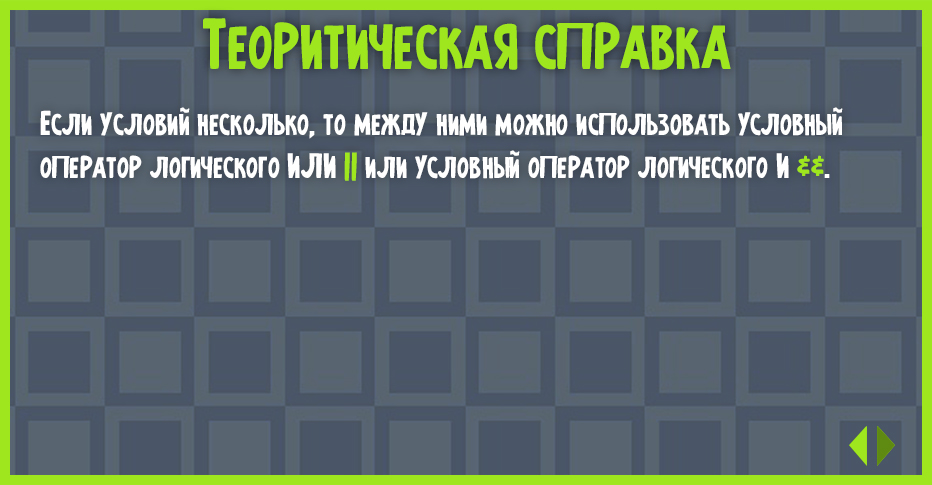 Теоритическая справка
Если условий несколько, то между ними можно использовать условный
оператор логического ИЛИ || или условный оператор логического И &&.